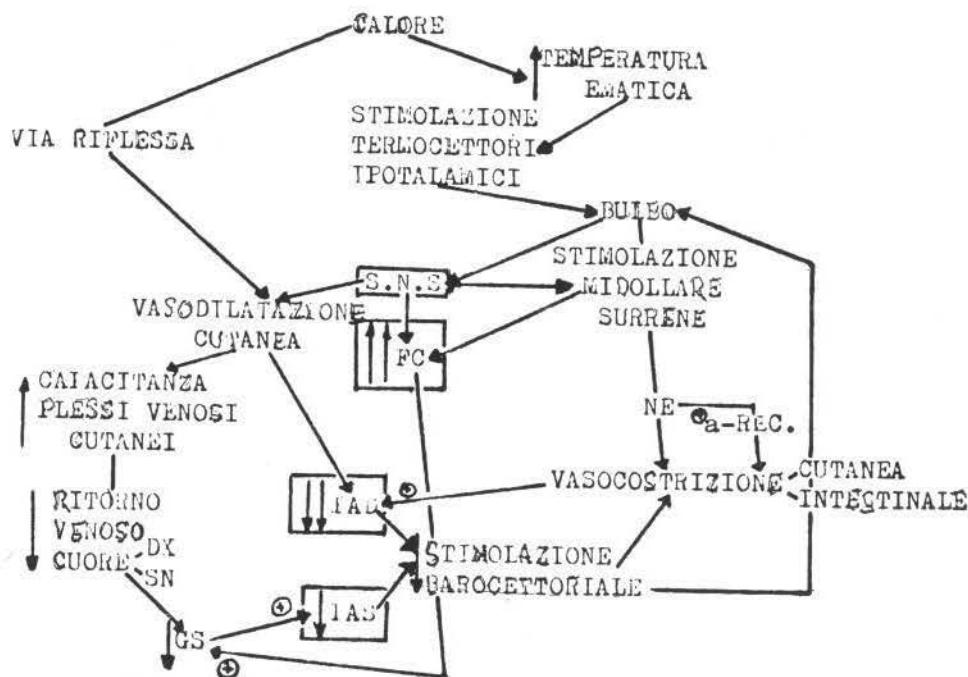 CALORE
TEMPERATURA
EMATICA
STIMOLAZIONE
TERMOCETTORI
IPOTALAMICI
VIA RIFLESSA
BULBO
STIMOLAZIONE
MIDOLLARE
SURRENE
S.N.S
VASODILATAZIONE
CUTANEA
FC
CAPACITANZA
PLESSI VENOSI
CUTANEI
NE
a-REC.
VASOCOSTRIZIONE
CUTANEA
INTESTINALE
PAD
RITORNO
VENOSO
CUORE
DX
SN
STIMOLAZIONE
BAROCETTORIALE
PAS
GS